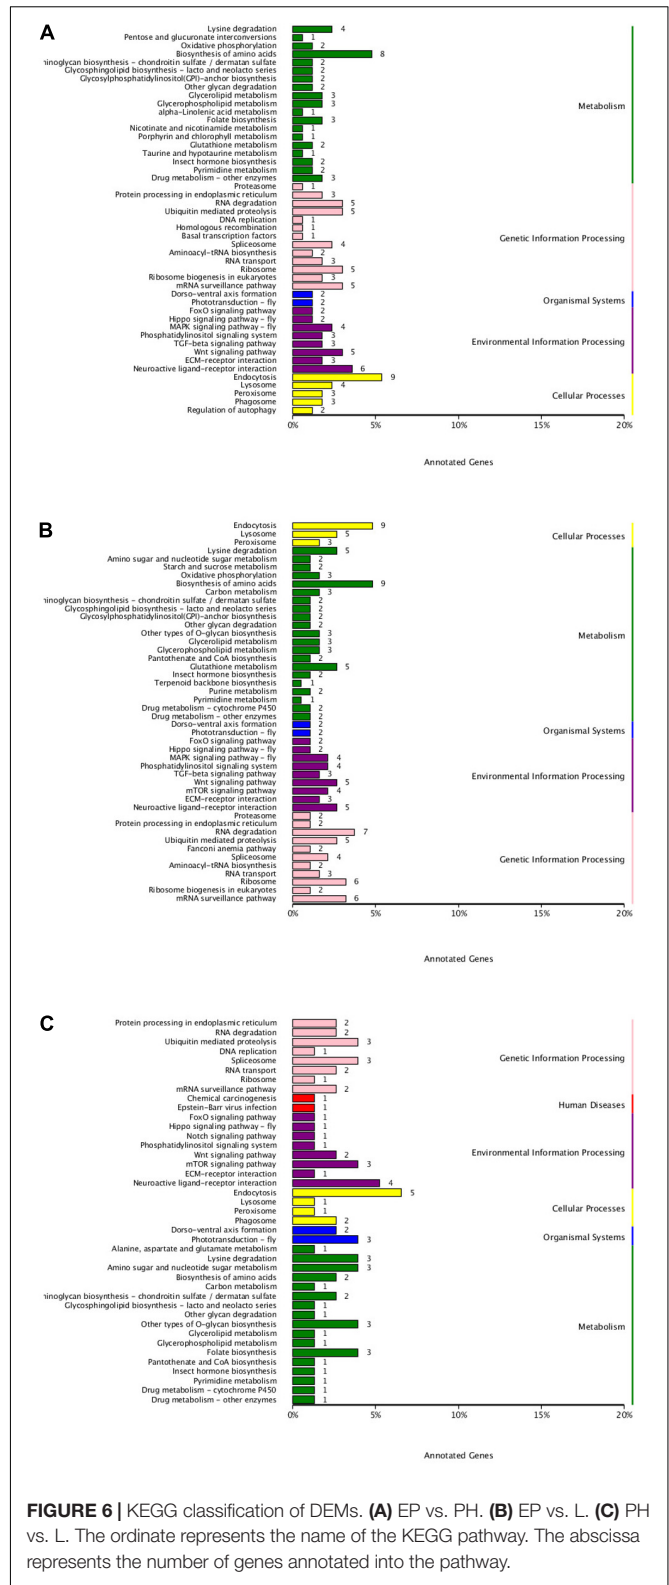 A
Lysine degradation 4
Pentose and glucuronate interconversions 1
Oxidative phosphorylation 2
Biosynthesis of amino acids 8
ninoglycan biosynthesis - chondroitin sulfate / dermatan sulfate 2
Glycosphingolipid biosynthesis - lacto and neolacto series 2
Glycosylphosphatidylinositol(GPI)-anchor biosynthesis 2
Other glycan degradation 2
Glycerolipid metabolism 3
Glycerophospholipid metabolism 3
alpha-Linolenic acid metabolism 1
Folate biosynthesis 3
Nicotinate and nicotinamide metabolism 1
Porphyrin and chlorophyll metabolism 1
Glutathione metabolism 2
Taurine and hypotaurine metabolism 1
Insect hormone biosynthesis 2
Pyrimidine metabolism 2
Drug metabolism - other enzymes 3
Metabolism
Proteasome 1
Protein processing in endoplasmic reticulum 3
RNA degradation 5
Ubiquitin mediated proteolysis 5
DNA replication 1
Homologous recombination 1
Basal transcription factors 1
Spliceosome 4
Aminoacyl-tRNA biosynthesis 2
RNA transport 3
Ribosome 5
Ribosome biogenesis in eukaryotes 3
mRNA surveillance pathway 5
Genetic Information Processing
Dorso-ventral axis formation 2
Phototransduction - fly 2
Organismal Systems
FoxO signaling pathway 2
Hippo signaling pathway - fly 2
MAPK signaling pathway - fly 4
Phosphatidylinositol signaling system 3
TGF-beta signaling pathway 3
Wnt signaling pathway 5
ECM-receptor interaction 3
Neuroactive ligand-receptor interaction 6
Environmental Information Processing
Endocytosis 9
Lysosome 4
Peroxisome 3
Phagosome 3
Regulation of autophagy 2
Cellular Processes
0% 5% 10% 15% 20%
Annotated Genes
B
Endocytosis 9
Lysosome 5
Peroxisome 3
Cellular Processes
Lysine degradation 5
Amino sugar and nucleotide sugar metabolism 2
Starch and sucrose metabolism 2
Oxidative phosphorylation 3
Biosynthesis of amino acids 9
Carbon metabolism 3
ninoglycan biosynthesis - chondroitin sulfate / dermatan sulfate 2
Glycosphingolipid biosynthesis - lacto and neolacto series 2
Glycosylphosphatidylinositol(GPI)-anchor biosynthesis 2
Other glycan degradation 2
Other types of O-glycan biosynthesis 3
Glycerolipid metabolism 3
Glycerophospholipid metabolism 3
Pantothenate and CoA biosynthesis 2
Glutathione metabolism 5
Insect hormone biosynthesis 2
Terpenoid backbone biosynthesis 1
Purine metabolism 2
Pyrimidine metabolism 1
Drug metabolism - cytochrome P450 2
Drug metabolism - other enzymes 2
Metabolism
Dorso-ventral axis formation 2
Phototransduction - fly 2
Organismal Systems
FoxO signaling pathway 2
Hippo signaling pathway - fly 2
MAPK signaling pathway - fly 4
Phosphatidylinositol signaling system 4
TGF-beta signaling pathway 3
Wnt signaling pathway 5
mTOR signaling pathway 4
ECM-receptor interaction 3
Neuroactive ligand-receptor interaction 5
Environmental Information Processing
Proteasome 2
Protein processing in endoplasmic reticulum 2
RNA degradation 7
Ubiquitin mediated proteolysis 5
Fanconi anemia pathway 2
Spliceosome 4
Aminoacyl-tRNA biosynthesis 2
RNA transport 3
Ribosome 6
Ribosome biogenesis in eukaryotes 2
mRNA surveillance pathway 6
Genetic Information Processing
0% 5% 10% 15% 20%
Annotated Genes
C
Protein processing in endoplasmic reticulum 2
RNA degradation 2
Ubiquitin mediated proteolysis 3
DNA replication 1
Spliceosome 3
RNA transport 2
Ribosome 1
mRNA surveillance pathway 2
Genetic Information Processing
Chemical carcinogenesis 1
Epstein-Barr virus infection 1
Human Diseases
FoxO signaling pathway 1
Hippo signaling pathway - fly 1
Notch signaling pathway 1
Phosphatidylinositol signaling system 1
Wnt signaling pathway 2
mTOR signaling pathway 3
ECM-receptor interaction 1
Neuroactive ligand-receptor interaction 4
Environmental Information Processing
Endocytosis 5
Lysosome 1
Peroxisome 1
Phagosome 2
Cellular Processes
Dorso-ventral axis formation 2
Phototransduction - fly 3
Organismal Systems
Alanine, aspartate and glutamate metabolism 1
Lysine degradation 3
Amino sugar and nucleotide sugar metabolism 3
Biosynthesis of amino acids 2
Carbon metabolism 1
ninoglycan biosynthesis - chondroitin sulfate / dermatan sulfate 2
Glycosphingolipid biosynthesis - lacto and neolacto series 1
Other glycan degradation 1
Other types of O-glycan biosynthesis 3
Glycerolipid metabolism 1
Glycerophospholipid metabolism 1
Folate biosynthesis 3
Pantothenate and CoA biosynthesis 1
Insect hormone biosynthesis 1
Pyrimidine metabolism 1
Drug metabolism - cytochrome P450 1
Drug metabolism - other enzymes 1
Metabolism
0% 5% 10% 15% 20%
Annotated Genes
FIGURE 6 | KEGG classification of DEMs. (A) EP vs. PH. (B) EP vs. L. (C) PH
vs. L. The ordinate represents the name of the KEGG pathway. The abscissa
represents the number of genes annotated into the pathway.